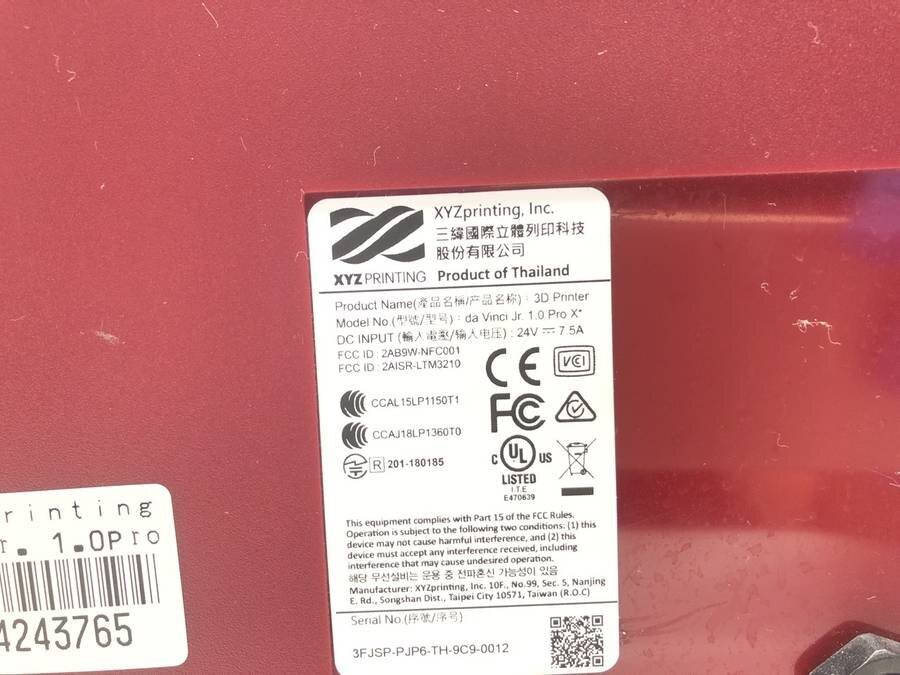 XYZprinting, Inc.
三緯國際立體列印科技
股份有限公司
XYZPRINTING Product of Thailand
Product Name(產品名稱/产品名称) : 3D Printer
Model No.(型號/型号) : da Vinci Jr. 1.0 Pro X*
DC INPUT (輸入電壓/输入电压) : 24V ⎓ 7.5A
FCC ID : 2AB9W-NFC001
FCC ID : 2AISR-LTM3210
CE VCI
CCAL15LP1150T1
FC
CCAJ18LP1360T0
R 201-180185
C UL US
LISTED
I.T.E
E470639
This equipment complies with Part 15 of the FCC Rules.
Operation is subject to the following two conditions: (1) this
device may not cause harmful interference, and (2) this
device must accept any interference received, including
interference that may cause undesired operation.
해당 무선설비는 운용 중 전파혼신 가능성이 있음
Manufacturer: XYZprinting, Inc. 10F., No.99, Sec. 5, Nanjing
E. Rd., Songshan Dist., Taipei City 10571, Taiwan (R.O.C)
Serial No.(序號/序号)
3FJSP-PJP6-TH-9C9-0012
rinting
r. 1.0Pro
4243765